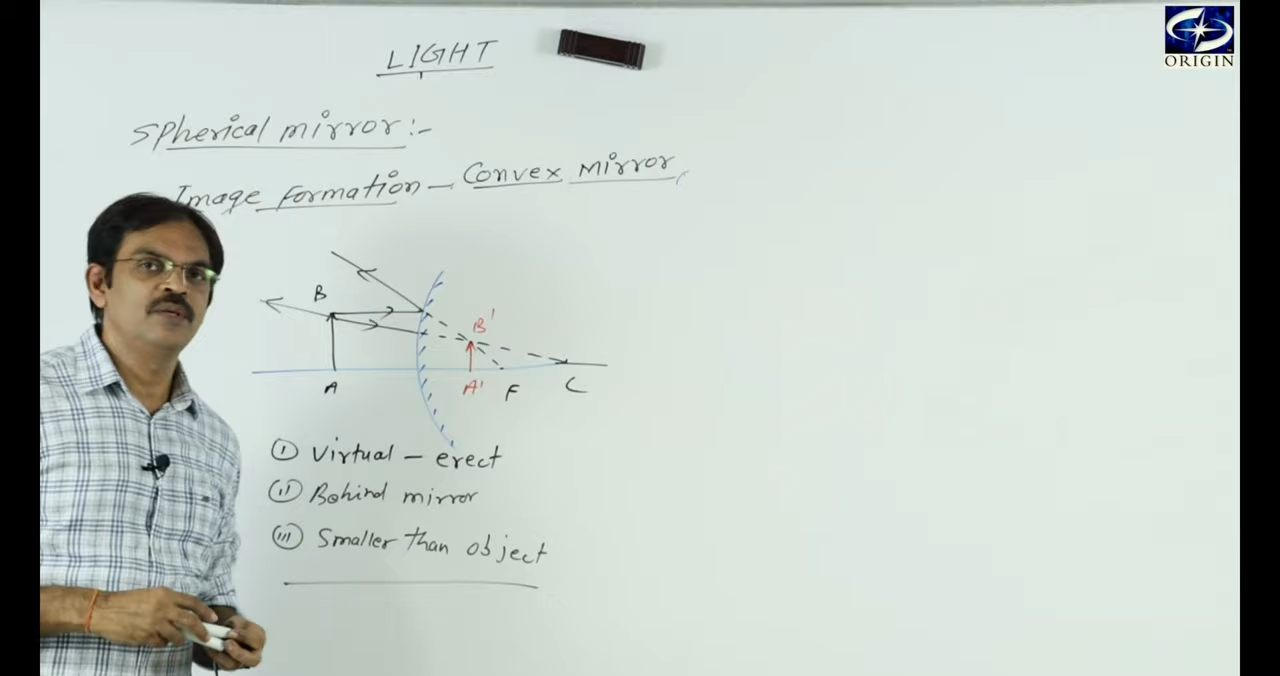 LIGHT
ORIGIN
Spherical mirror:-
Image formation - Convex mirror,
B
B'
A
A'
F
C
(i) Virtual - erect
(ii) Behind mirror
(iii) Smaller than object